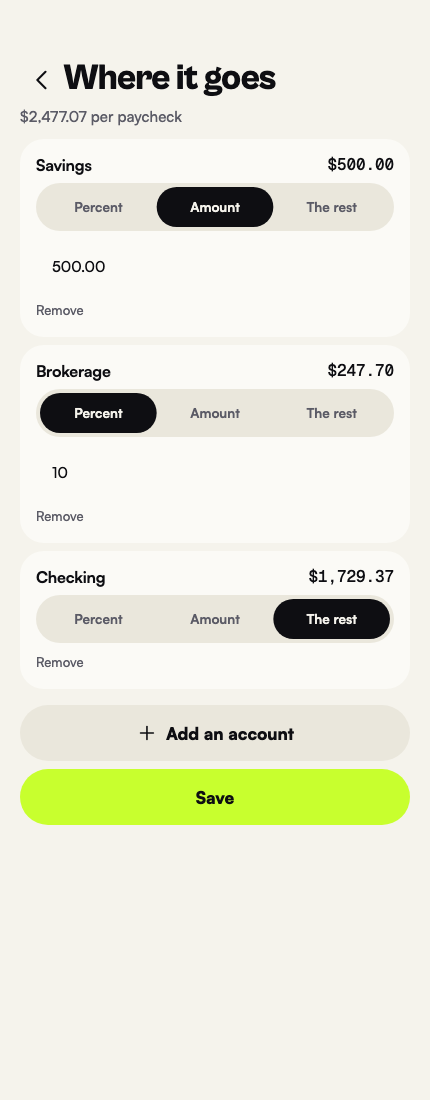 Where it goes
$2,477.07 per paycheck
Savings $500.00
Percent Amount The rest
500.00
Remove
Brokerage $247.70
Percent Amount The rest
10
Remove
Checking $1,729.37
Percent Amount The rest
Remove
Add an account
Save